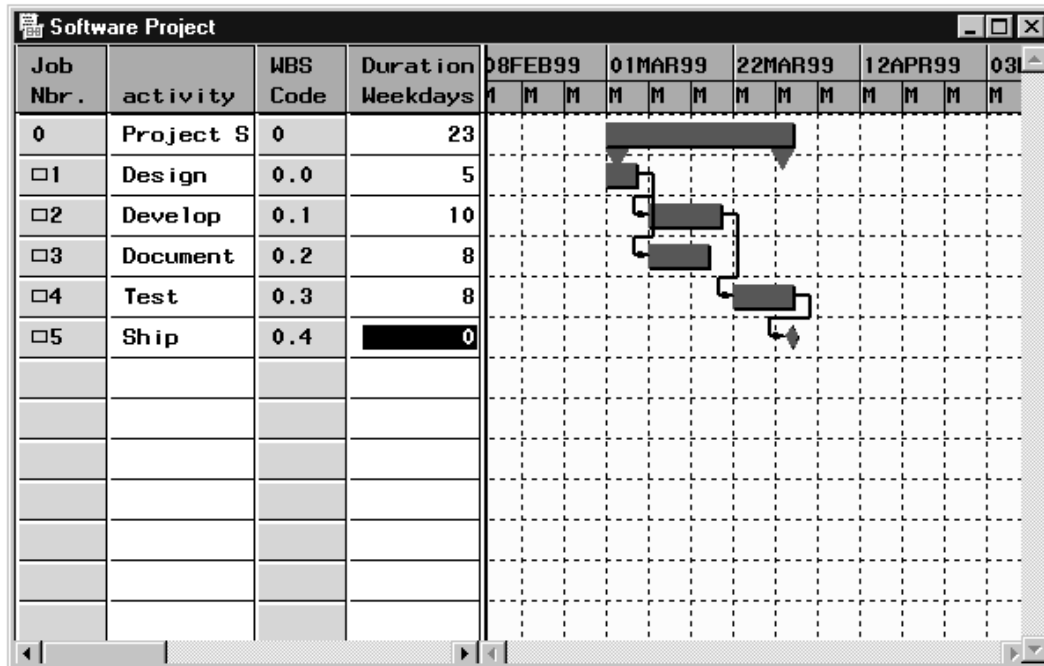 Software Project
Job Nbr. activity WBS Code Duration Weekdays 08FEB99 01MAR99 22MAR99 12APR99 03
M M M M M M M M M M M M M
0 Project S 0 23
1 Design 0.0 5
2 Develop 0.1 10
3 Document 0.2 8
4 Test 0.3 8
5 Ship 0.4 0